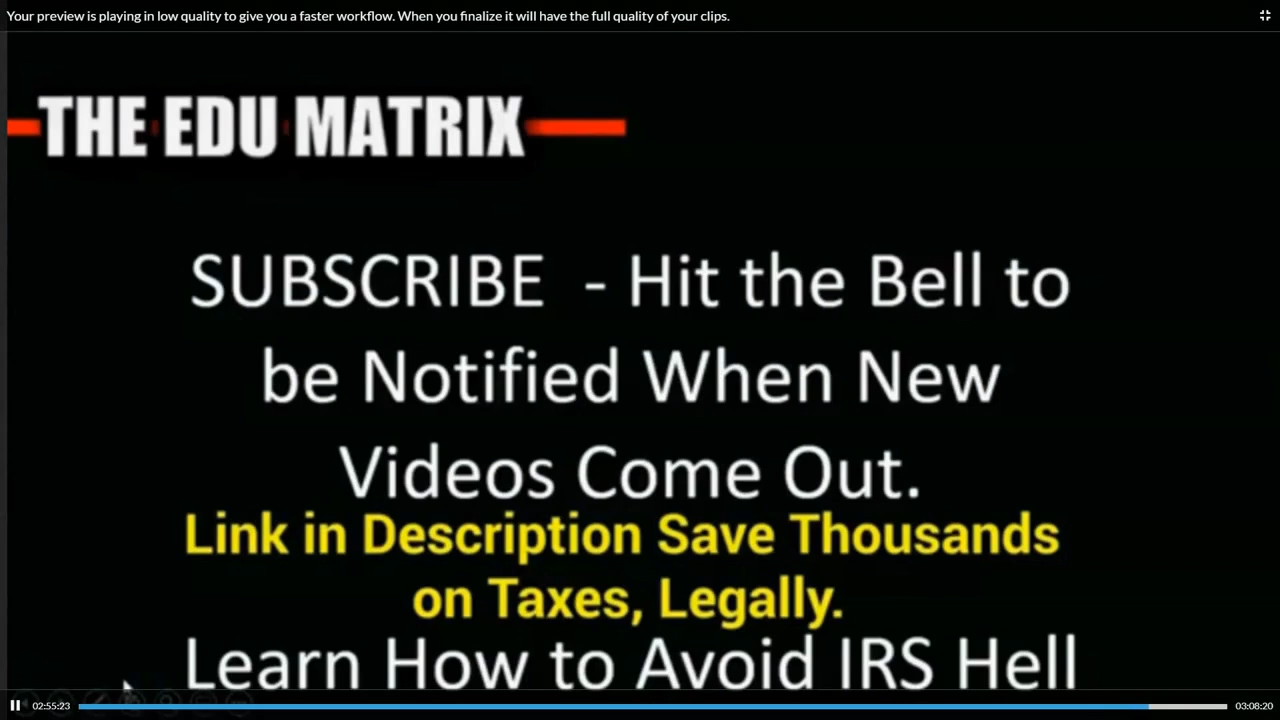 Your preview is playing in low quality to give you a faster workflow. When you finalize it will have the full quality of your clips.
THE EDU MATRIX
SUBSCRIBE - Hit the Bell to
be Notified When New
Videos Come Out.
Link in Description Save Thousands
on Taxes, Legally.
Learn How to Avoid IRS Hell
02:55:23
03:08:20